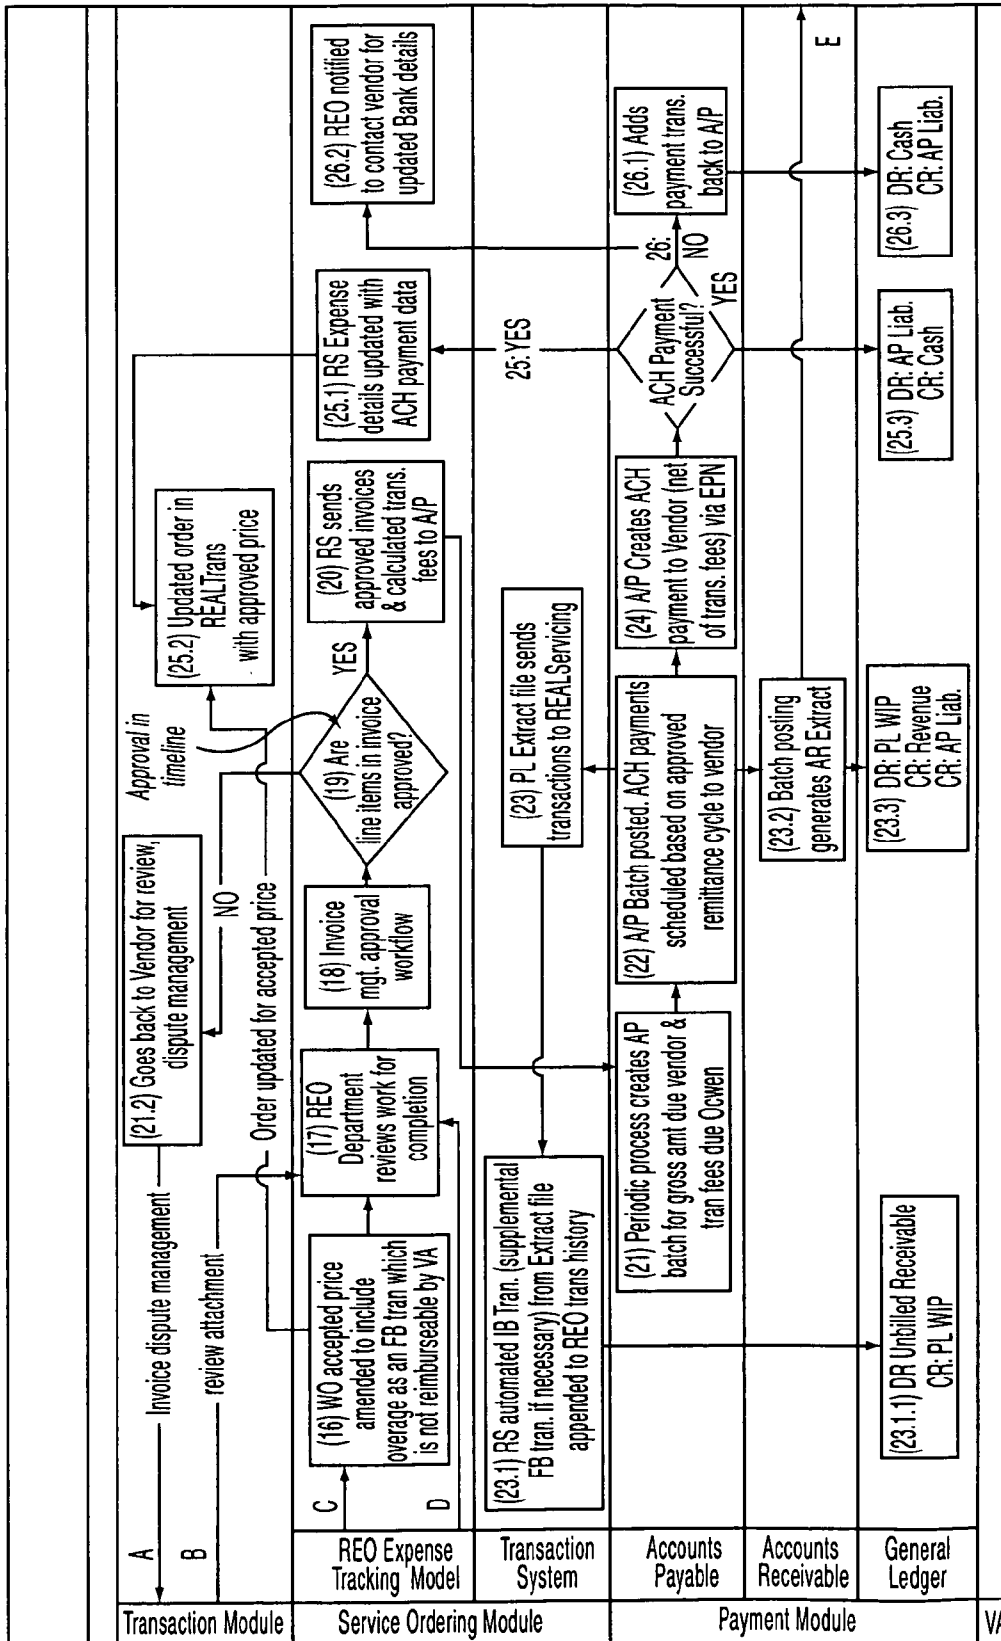 Transaction Module
Service Ordering Module
Payment Module
VA
REO Expense
Tracking Model
Transaction
System
Accounts
Payable
Accounts
Receivable
General
Ledger
A
Invoice dispute management
B
review attachment
(21.2) Goes back to Vendor for review,
dispute management
NO
Order updated for accepted price
Approval in
timeline
(25.2) Updated order in
REALTrans
with approved price
C
D
(16) WO accepted price
amended to include
overage as an FB tran which
is not reimburseable by VA
(17) REO
Department
reviews work for
completion
(18) Invoice
mgt. approval
workflow
(19) Are
line items in invoice
approved?
YES
(20) RS sends
approved invoices
& calculated trans.
fees to A/P
(25.1) RS Expense
details updated with
ACH payment data
(26.2) REO notified
to contact vendor for
updated Bank details
(23.1) RS automated IB Tran. (supplemental
FB tran. if necessary) from Extract file
appended to REO trans history
(23) PL Extract file sends
transactions to REALServicing
25: YES
(21) Periodic process creates AP
batch for gross amt due vendor &
tran fees due Ocwen
(22) A/P Batch posted. ACH payments
scheduled based on approved
remittance cycle to vendor
(24) A/P Creates ACH
payment to Vendor (net
of trans. fees) via EPN
ACH Payment
Successful?
26:
NO
YES
(26.1) Adds
payment trans.
back to A/P
(23.2) Batch posting
generates AR Extract
E
(23.1.1) DR Unbilled Receivable
CR: PL WIP
(23.3) DR: PL WIP
CR: Revenue
CR: AP Liab.
(25.3) DR: AP Liab.
CR: Cash
(26.3) DR: Cash
CR: AP Liab.